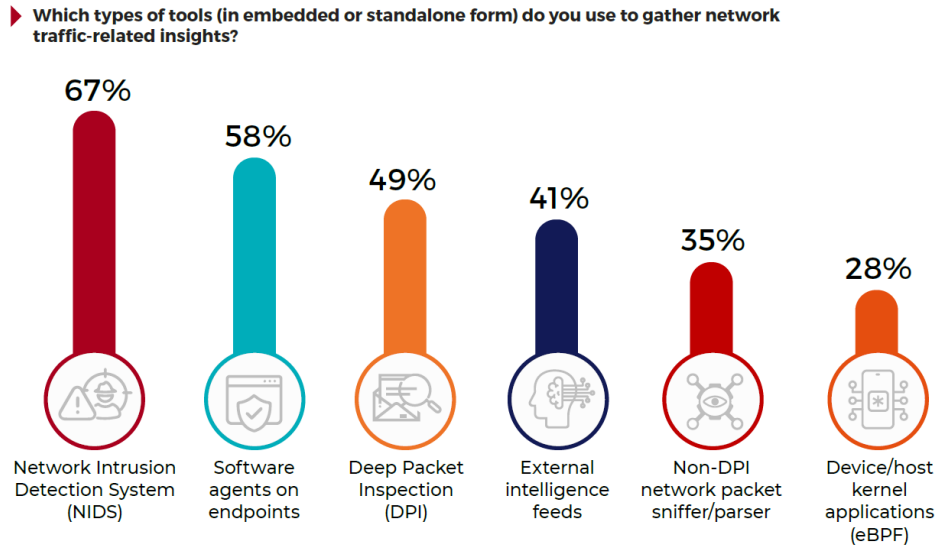 Which types of tools (in embedded or standalone form) do you use to gather network
traffic-related insights?
67%
58%
49%
41%
35%
28%
Network Intrusion
Detection System
(NIDS)
Software
agents on
endpoints
Deep Packet
Inspection
(DPI)
External
intelligence
feeds
Non-DPI
network packet
sniffer/parser
Device/host
kernel
applications
(eBPF)